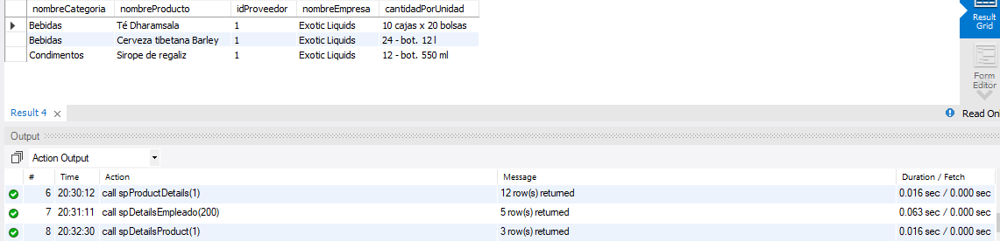 nombreCategoria nombreProducto idProveedor nombreEmpresa cantidadPorUnidad
Bebidas Té Dharamsala 1 Exotic Liquids 10 cajas x 20 bolsas
Bebidas Cerveza tibetana Barley 1 Exotic Liquids 24 - bot. 12 l
Condimentos Sirope de regaliz 1 Exotic Liquids 12 - bot. 550 ml
Result
Grid
Form
Editor
Result 4
Read On
Output
Action Output
# Time Action Message Duration / Fetch
6 20:30:12 call spProductDetails(1) 12 row(s) returned 0.016 sec / 0.000 sec
7 20:31:11 call spDetailsEmpleado(200) 5 row(s) returned 0.063 sec / 0.000 sec
8 20:32:30 call spDetailsProduct(1) 3 row(s) returned 0.016 sec / 0.000 sec